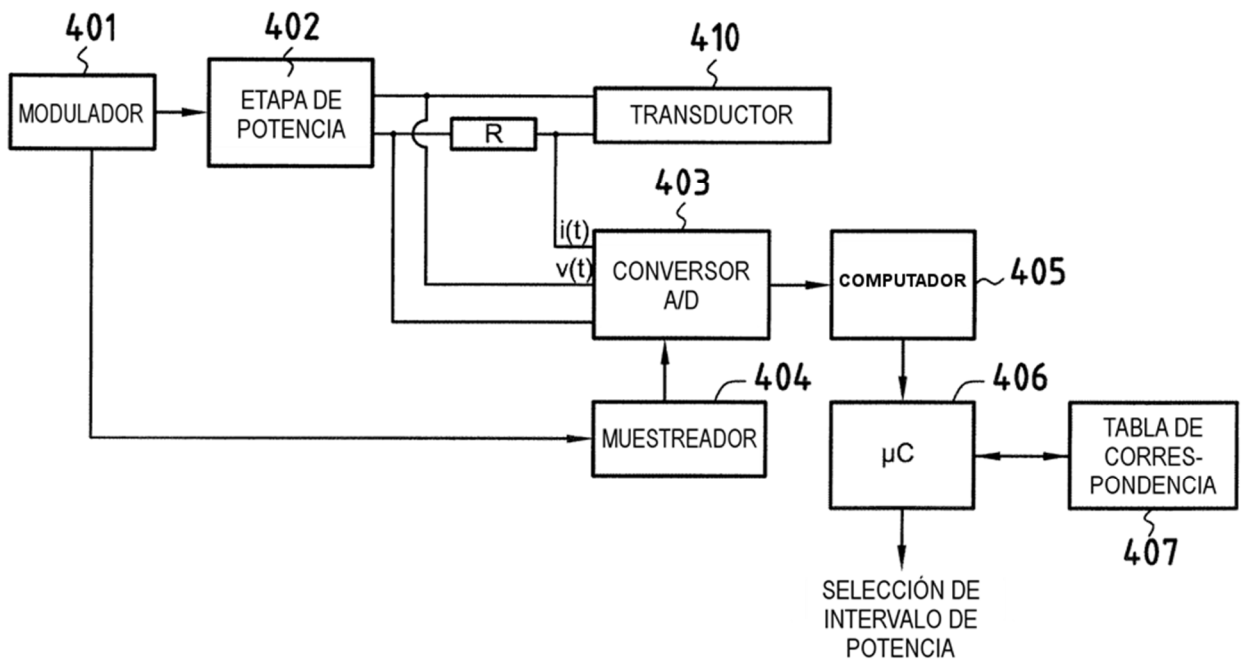 401
402
410
MODULADOR
ETAPA DE
POTENCIA
TRANSDUCTOR
R
403
i(t)
v(t)
CONVERSOR
A/D
COMPUTADOR
405
404
406
MUESTREADOR
µC
TABLA DE
CORRES-
PONDENCIA
407
SELECCIÓN DE
INTERVALO DE
POTENCIA